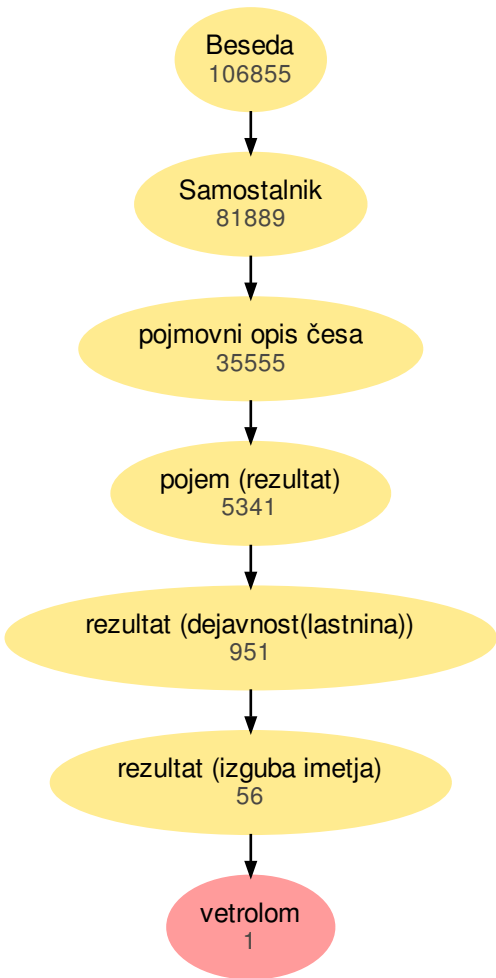 Beseda
106855
Samostalnik
81889
pojmovni opis česa
35555
pojem (rezultat)
5341
rezultat (dejavnost(lastnina))
951
rezultat (izguba imetja)
56
vetrolom
1